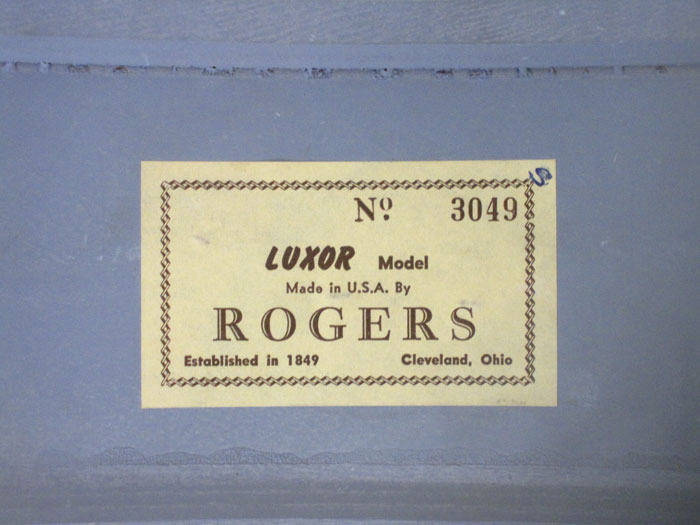 Nº 3049
LUXOR Model
Made in U.S.A. By
ROGERS
Established in 1849 Cleveland, Ohio